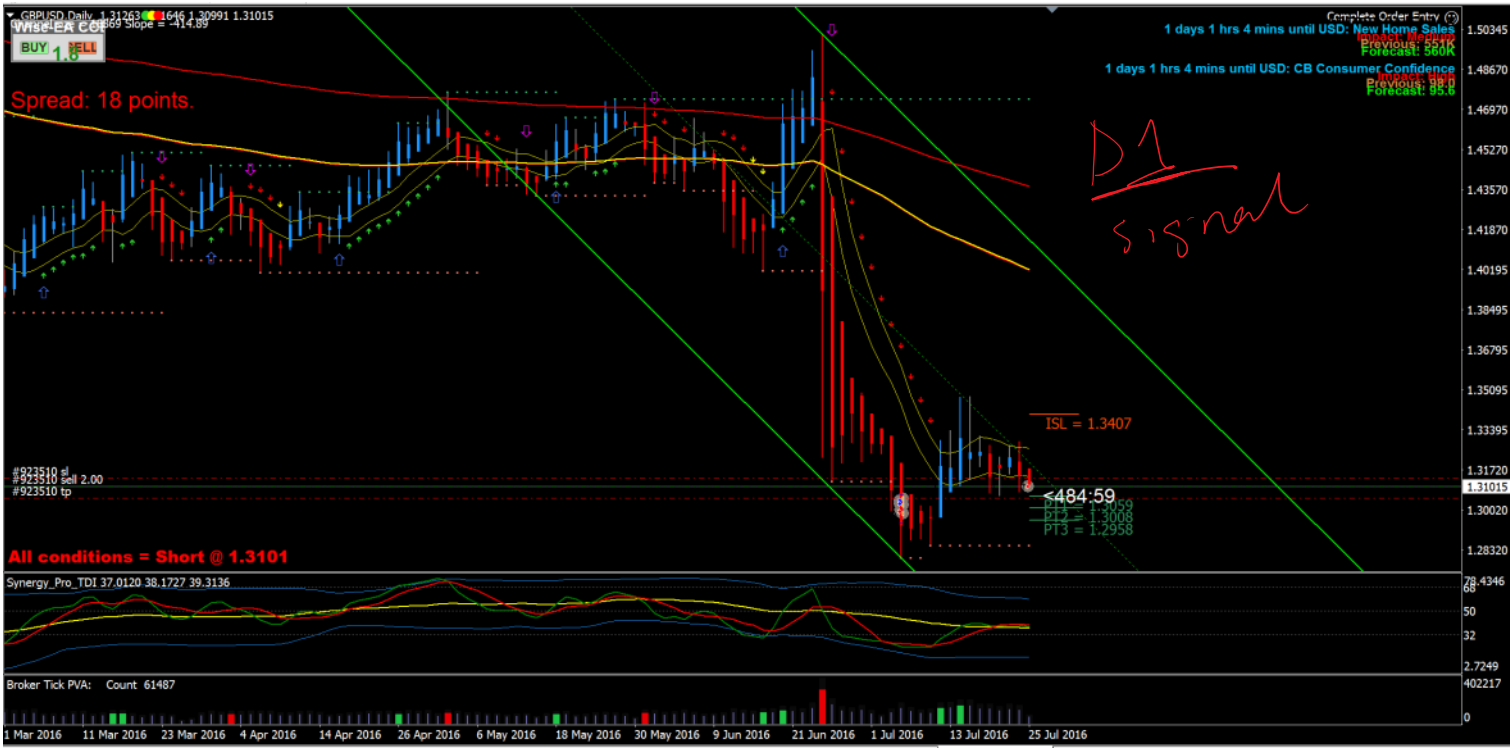 GBPUSD,Daily 1.31263 1.31646 1.30991 1.31015
Slope = -414.89
Wise-EA COE
BUY SELL
1.8
Spread: 18 points.
Complete Order Entry
1 days 1 hrs 4 mins until USD: New Home Sales
Impact: Medium
Previous: 551K
Forecast: 560K
1 days 1 hrs 4 mins until USD: CB Consumer Confidence
Impact: High
Previous: 98.0
Forecast: 95.6
D1
signal
ISL = 1.3407
#923510 sl
#923510 sell 2.00
#923510 tp
<484:59
PT1 = 1.3059
PT2 = 1.3008
PT3 = 1.2958
All conditions = Short @ 1.3101
1.50345
1.48670
1.46970
1.45270
1.43570
1.41870
1.40195
1.38495
1.36795
1.35095
1.33395
1.31720
1.31015
1.30020
1.28320
Synergy_Pro_TDI 37.0120 38.1727 39.3136
78.4346
68
50
32
2.7249
Broker Tick PVA: Count 61487
402217
0
1 Mar 2016 11 Mar 2016 23 Mar 2016 4 Apr 2016 14 Apr 2016 26 Apr 2016 6 May 2016 18 May 2016 30 May 2016 9 Jun 2016 21 Jun 2016 1 Jul 2016 13 Jul 2016 25 Jul 2016